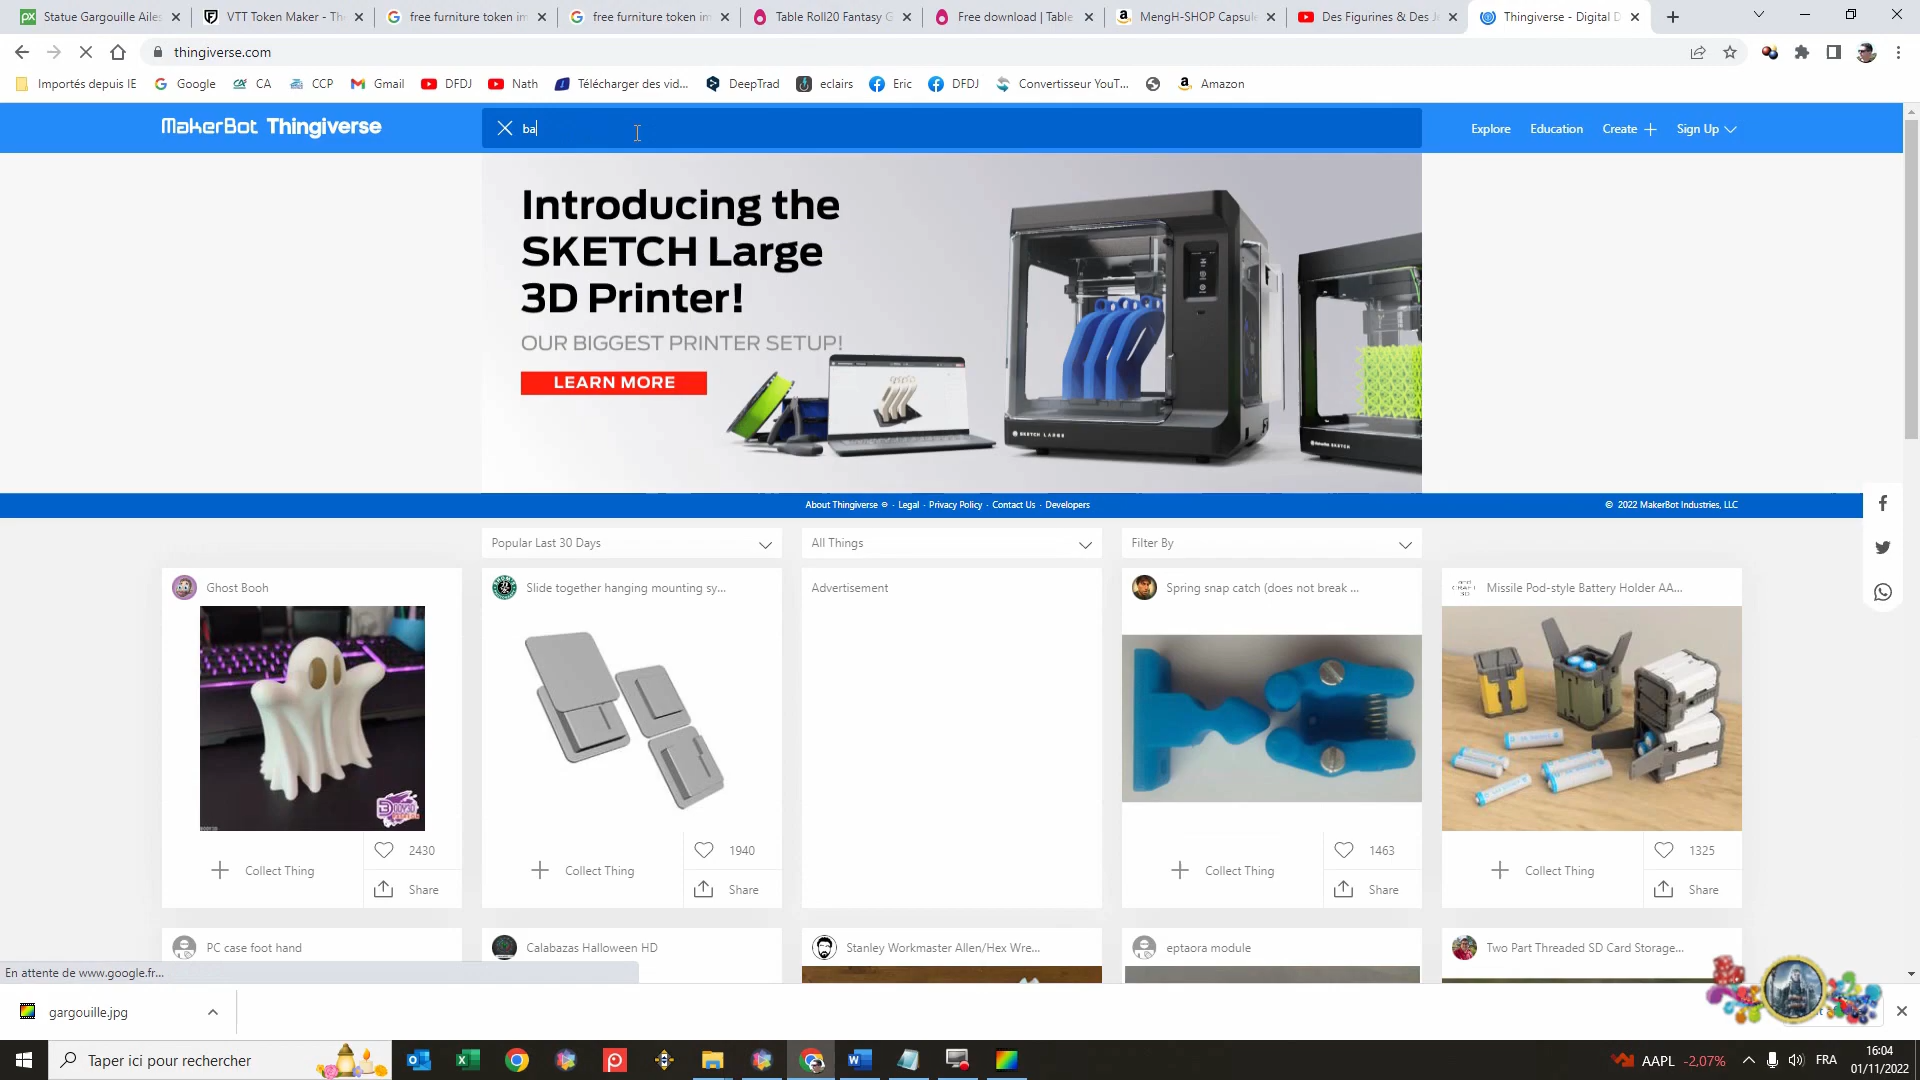 Statue Gargouille Ailes
VTT Token Maker - The
free furniture token im
free furniture token im
Table Roll20 Fantasy G
Free download | Table
MengH-SHOP Capsule
Des Figurines & Des J
Thingiverse - Digital D
thingiverse.com
Importés depuis IE
Google
CA
CCP
Gmail
DFDJ
Nath
Télécharger des vid...
DeepTrad
eclairs
Eric
DFDJ
Convertisseur YouT...
Amazon
MakerBot Thingiverse
ba
Explore
Education
Create
Sign Up
Introducing the
SKETCH Large
3D Printer!
OUR BIGGEST PRINTER SETUP!
LEARN MORE
About Thingiverse ® - Legal - Privacy Policy - Contact Us - Developers
© 2022 MakerBot Industries, LLC
Popular Last 30 Days
All Things
Filter By
Ghost Booh
Slide together hanging mounting sy...
Advertisement
Spring snap catch (does not break ...
Missile Pod-style Battery Holder AA...
Collect Thing
2430
Share
Collect Thing
1940
Share
Collect Thing
1463
Share
Collect Thing
1325
Share
PC case foot hand
Calabazas Halloween HD
Stanley Workmaster Allen/Hex Wre...
eptaora module
Two Part Threaded SD Card Storage...
En attente de www.google.fr...
gargouille.jpg
Taper ici pour rechercher
AAPL -2,07%
FRA
16:04
01/11/2022